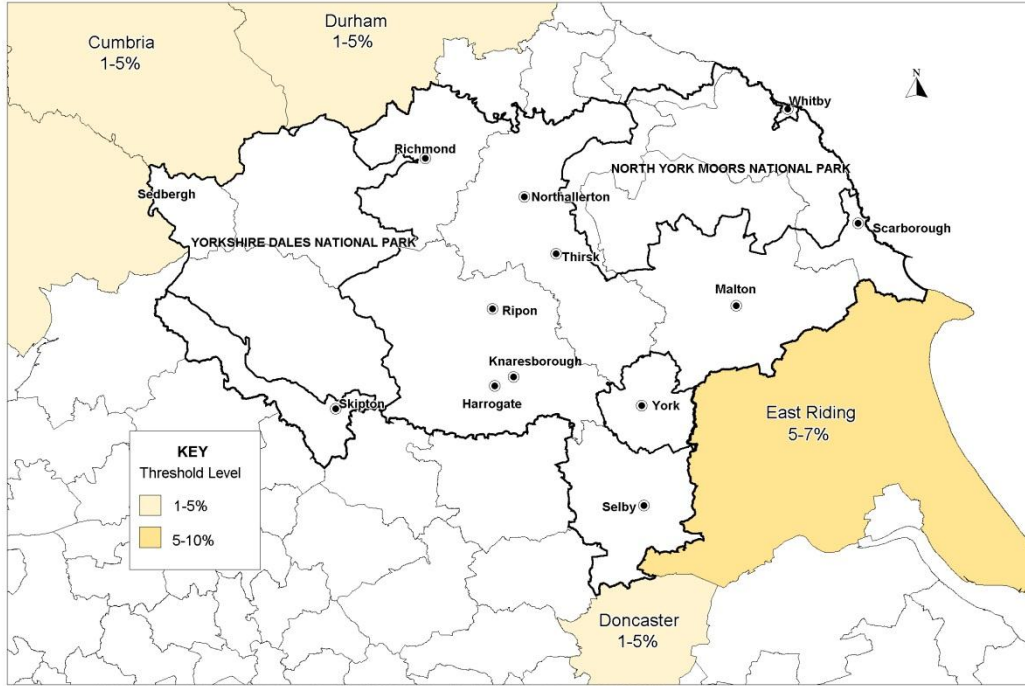 Durham
1-5%
Cumbria
1-5%
N
Whitby
Richmond
NORTH YORK MOORS NATIONAL PARK
Sedbergh
Northallerton
Scarborough
YORKSHIRE DALES NATIONAL PARK
Thirsk
Malton
Ripon
Knaresborough
Harrogate
Skipton
York
East Riding
5-7%
KEY
Threshold Level
1-5%
5-10%
Selby
Doncaster
1-5%